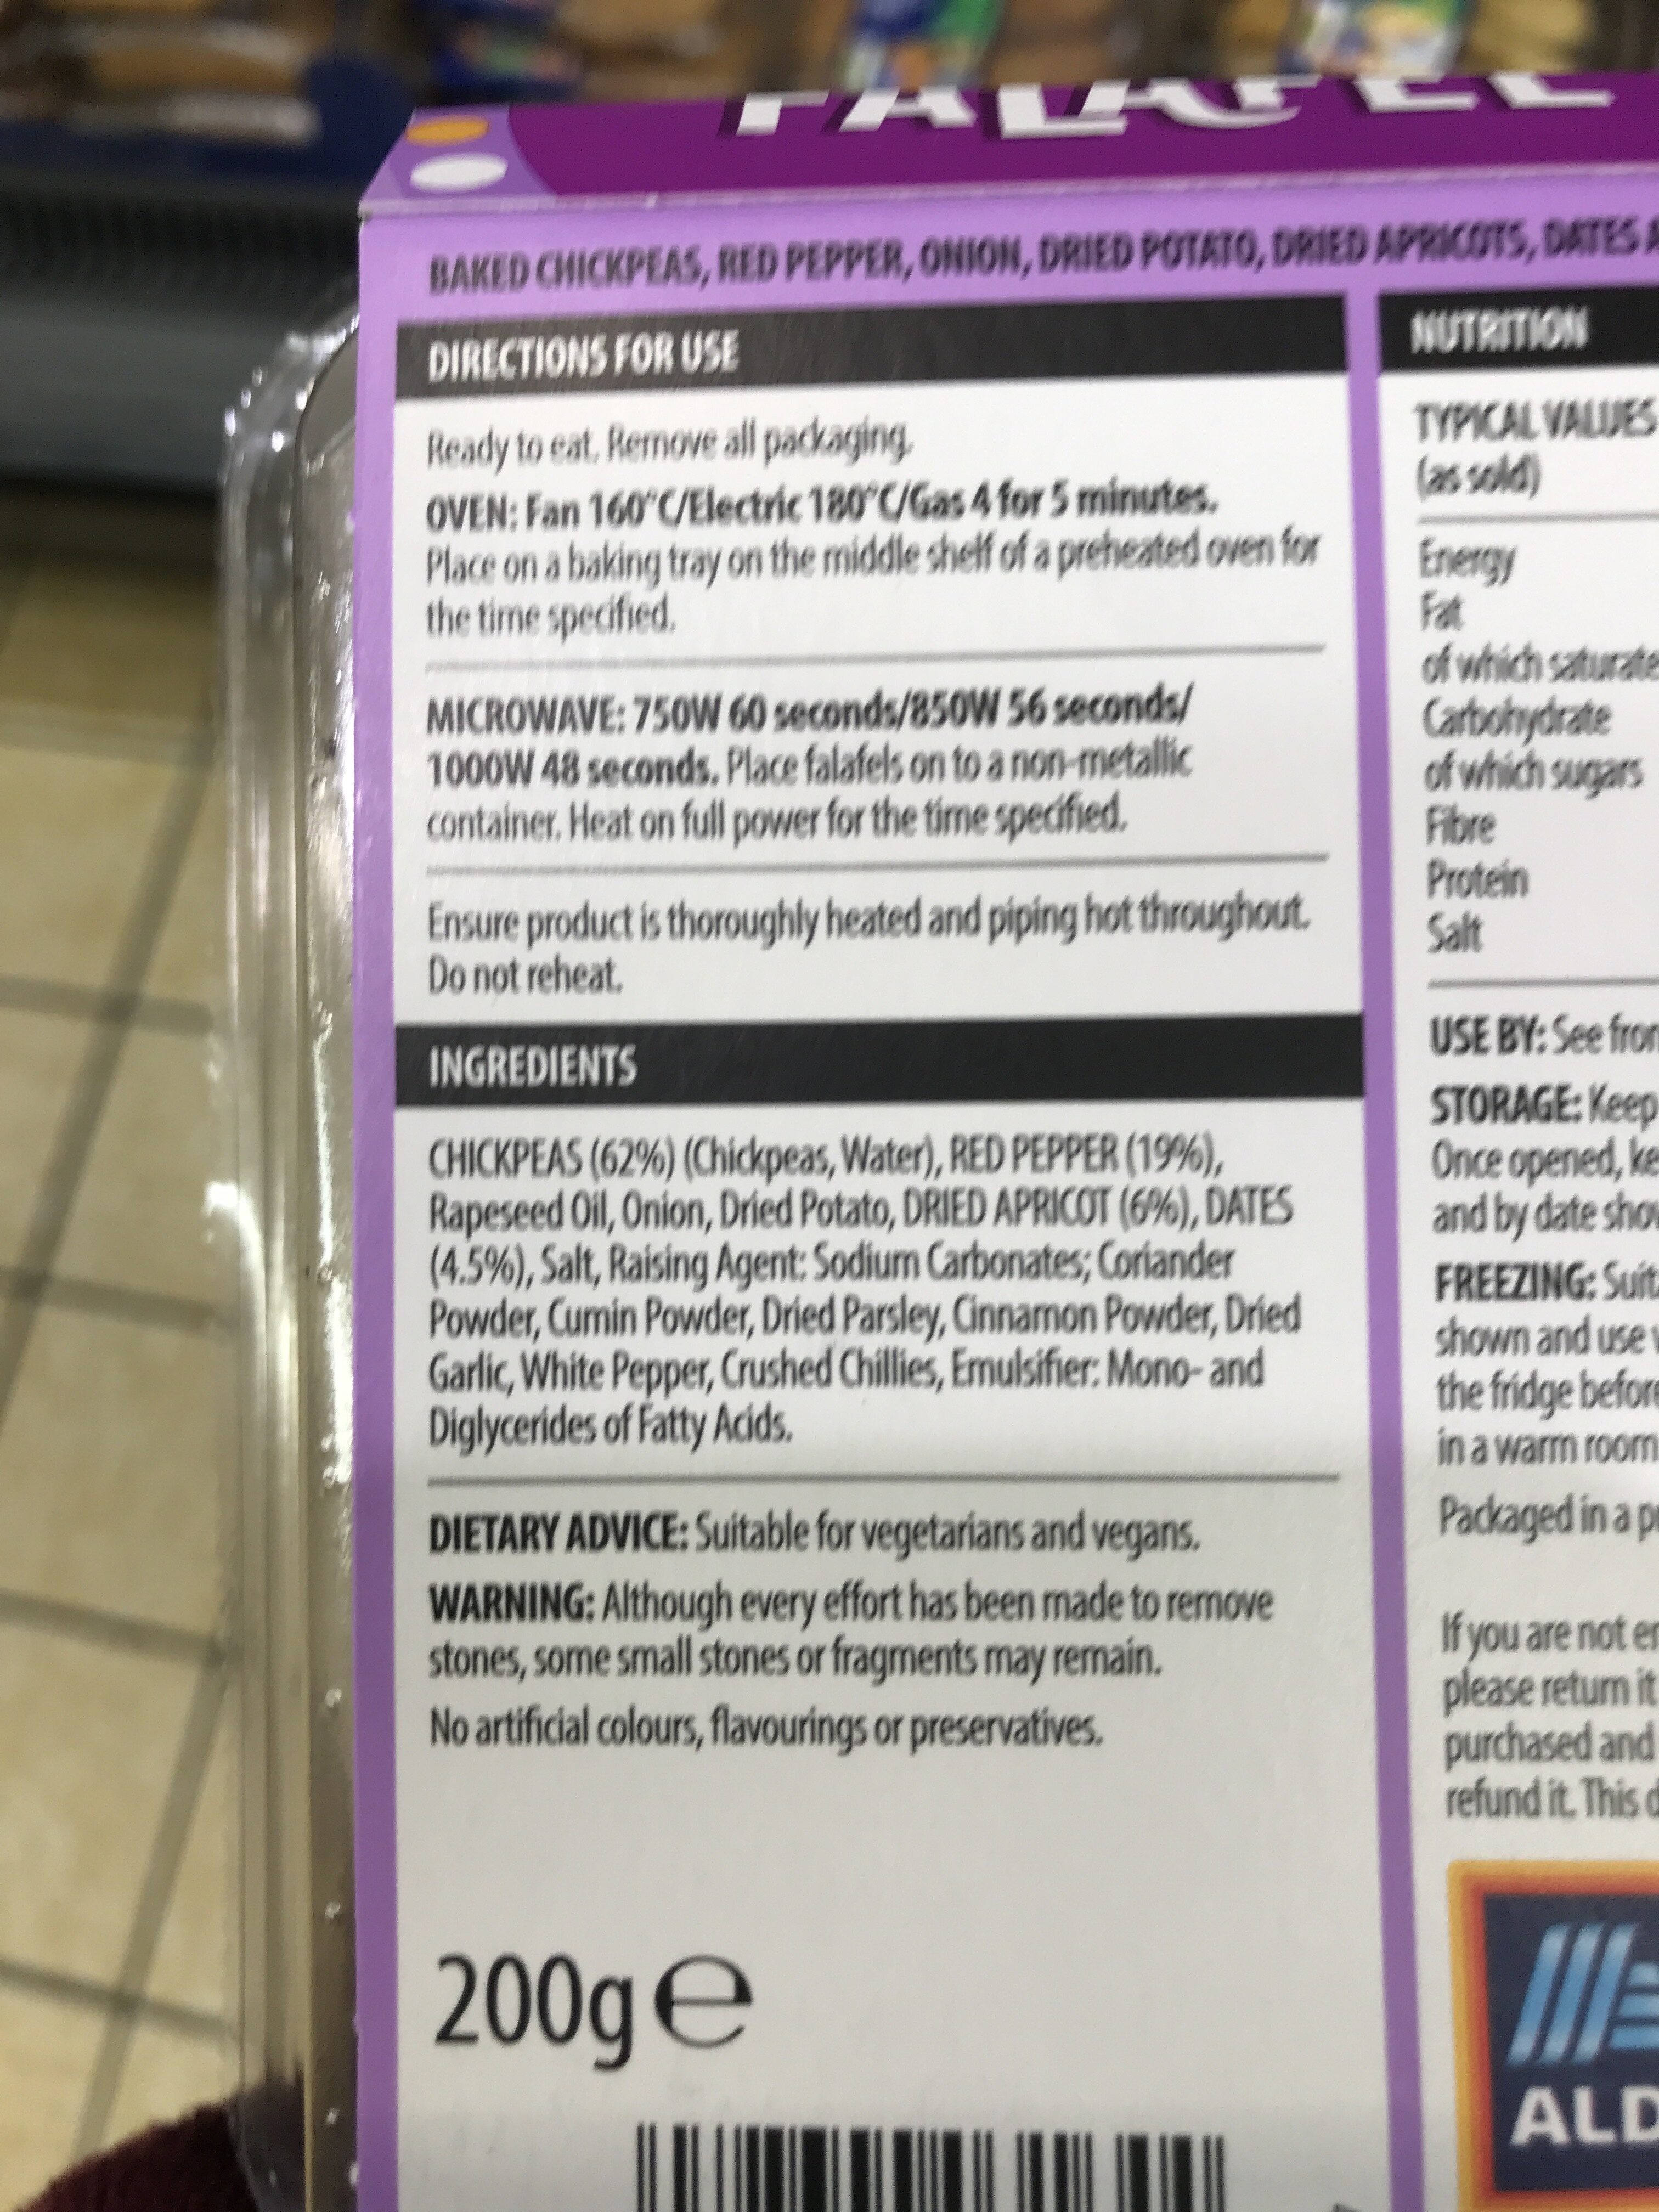 FALAFEL
BAKED CHICKPEAS, RED PEPPER, ONION, DRIED POTATO, DRIED APRICOTS, DATES
DIRECTIONS FOR USE
Ready to eat. Remove all packaging.
OVEN: Fan 160°C/Electric 180°C/Gas 4 for 5 minutes.
Place on a baking tray on the middle shelf of a preheated oven for
the time specified.
MICROWAVE: 750W 60 seconds/850W 56 seconds/
1000W 48 seconds. Place falafels on to a non-metallic
container. Heat on full power for the time specified.
Ensure product is thoroughly heated and piping hot throughout.
Do not reheat.
INGREDIENTS
CHICKPEAS (62%) (Chickpeas, Water), RED PEPPER (19%),
Rapeseed Oil, Onion, Dried Potato, DRIED APRICOT (6%), DATES
(4.5%), Salt, Raising Agent: Sodium Carbonates; Coriander
Powder, Cumin Powder, Dried Parsley, Cinnamon Powder, Dried
Garlic, White Pepper, Crushed Chillies, Emulsifier: Mono- and
Diglycerides of Fatty Acids.
DIETARY ADVICE: Suitable for vegetarians and vegans.
WARNING: Although every effort has been made to remove
stones, some small stones or fragments may remain.
No artificial colours, flavourings or preservatives.
200g e
NUTRITION
TYPICAL VALUES
(as sold)
Energy
Fat
of which saturate
Carbohydrate
of which sugars
Fibre
Protein
Salt
USE BY: See
STORAGE: Keep
Once opened,
and by date
FREEZING:
shown and use
the fridge
in a warm room
Packaged in a
If you are not
please return it
purchased and
refund it. This
ALD